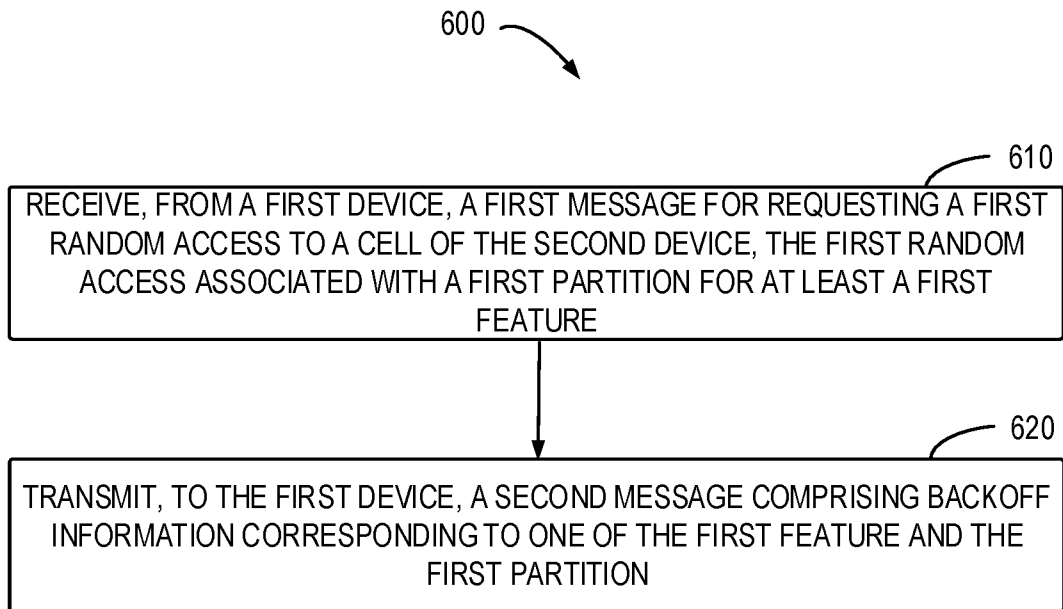 600
610
RECEIVE, FROM A FIRST DEVICE, A FIRST MESSAGE FOR REQUESTING A FIRST
RANDOM ACCESS TO A CELL OF THE SECOND DEVICE, THE FIRST RANDOM
ACCESS ASSOCIATED WITH A FIRST PARTITION FOR AT LEAST A FIRST
FEATURE
620
TRANSMIT, TO THE FIRST DEVICE, A SECOND MESSAGE COMPRISING BACKOFF
INFORMATION CORRESPONDING TO ONE OF THE FIRST FEATURE AND THE
FIRST PARTITION